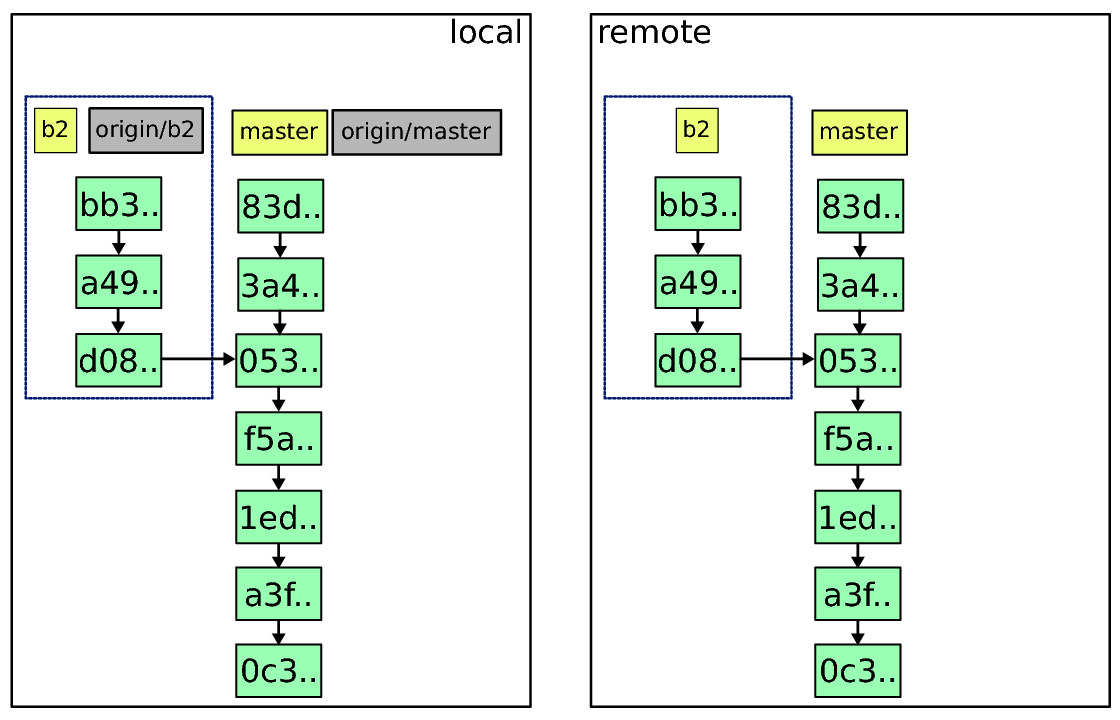 local
b2
origin/b2
master
origin/master
bb3..
83d..
a49..
3a4..
d08..
053..
f5a..
1ed..
a3f..
0c3..
remote
b2
master
bb3..
83d..
a49..
3a4..
d08..
053..
f5a..
1ed..
a3f..
0c3..